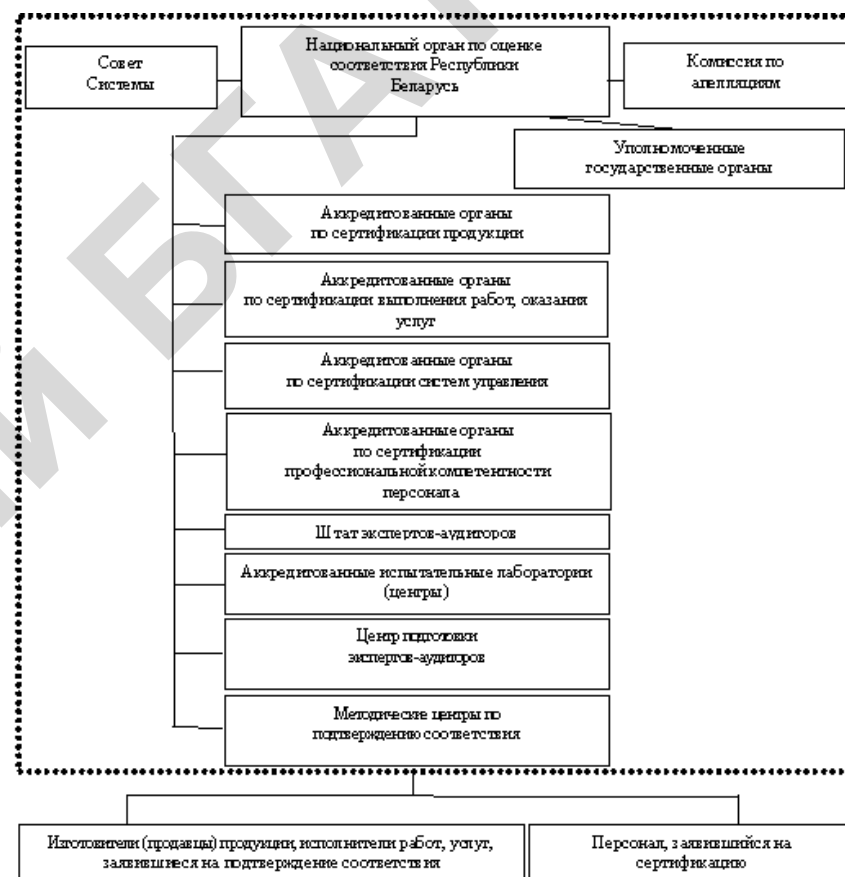 Национальный орган по оценке
соответствия Республики
Беларусь
Совет
Системы
Комиссия по
апелляциям
Уполномоченные
государственные органы
Аккредитованные органы
по сертификации продукции
Аккредитованные органы
по сертификации выполнения работ, оказания
услуг
Аккредитованные органы
по сертификации систем управления
Аккредитованные органы
по сертификации
профессиональной компетентности
персонала
Штат экспертов-аудиторов
Аккредитованные испытательные лаборатории
(центры)
Центр подготовки
экспертов-аудиторов
Методические центры по
подтверждению соответствия
Изготовители (продавцы) продукции, исполнители работ, услуг,
заявившиеся на подтверждение соответствия
Персонал, заявившийся на
сертификацию